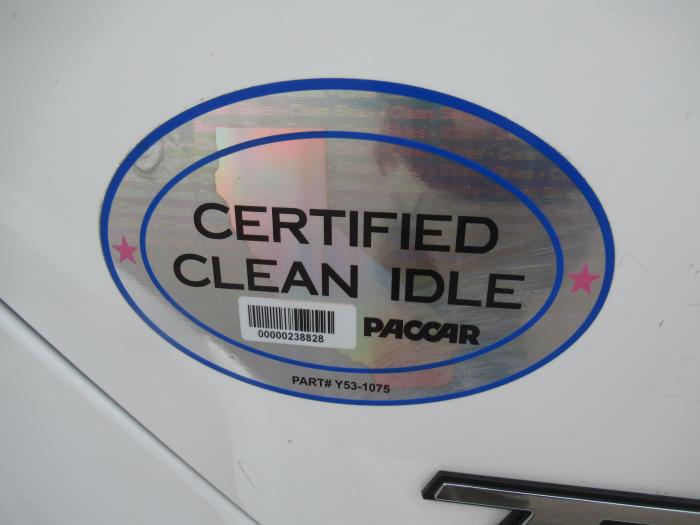 CERTIFIED
CLEAN IDLE
00000238828
PACCAR
PART# Y53-1075